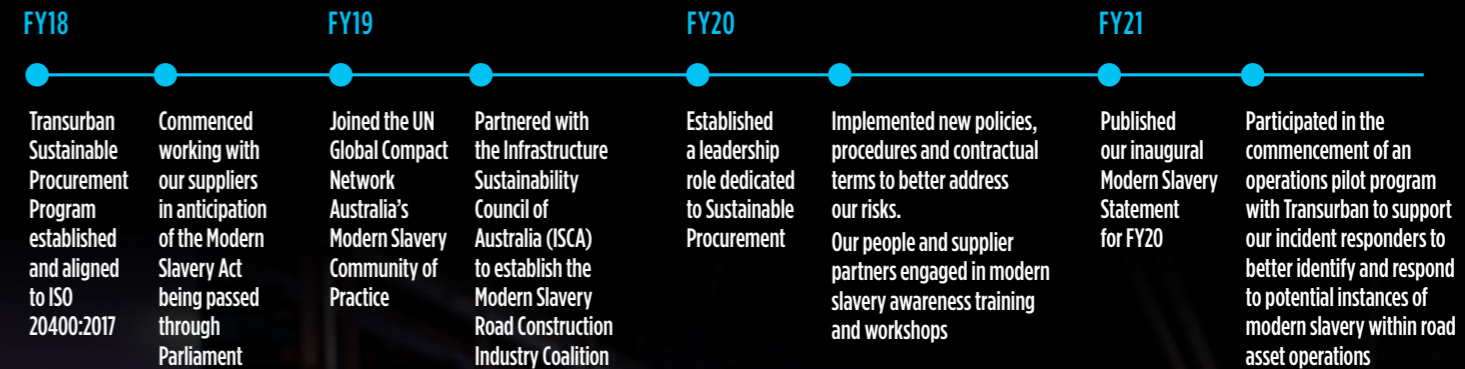 FY18
Transurban
Sustainable
Procurement
Program
established
and aligned
to ISO
20400:2017
Commenced
working with
our suppliers
in anticipation
of the Modern
Slavery Act
being passed
through
Parliament
FY19
Joined the UN
Global Compact
Network
Australia’s
Modern Slavery
Community of
Practice
Partnered with
the Infrastructure
Sustainability
Council of
Australia (ISCA)
to establish the
Modern Slavery
Road Construction
Industry Coalition
FY20
Established
a leadership
role dedicated
to Sustainable
Procurement
Implemented new policies,
procedures and contractual
terms to better address
our risks.
Our people and supplier
partners engaged in modern
slavery awareness training
and workshops
FY21
Published
our inaugural
Modern Slavery
Statement
for FY20
Participated in the
commencement of an
operations pilot program
with Transurban to support
our incident responders to
better identify and respond
to potential instances of
modern slavery within road
asset operations